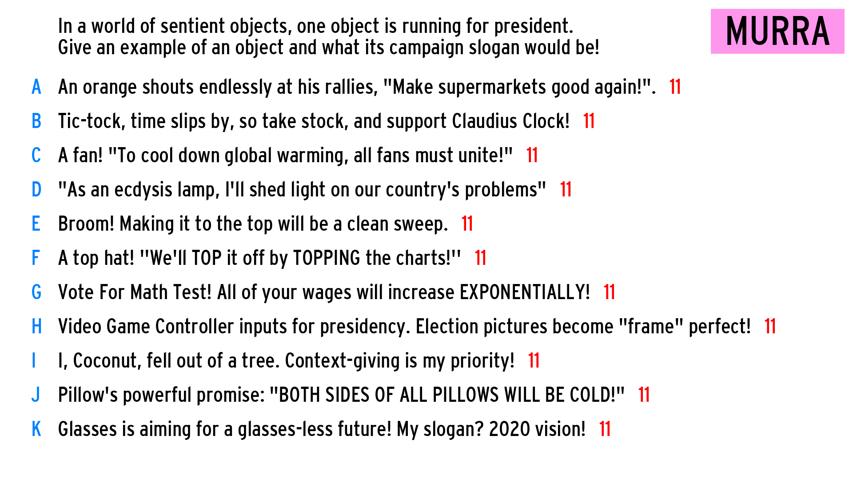 In a world of sentient objects, one object is running for president.
Give an example of an object and what its campaign slogan would be!
MURRA
A An orange shouts endlessly at his rallies, "Make supermarkets good again!". 11
B Tic-tock, time slips by, so take stock, and support Claudius Clock! 11
C A fan! "To cool down global warming, all fans must unite!" 11
D "As an ecdysis lamp, I'll shed light on our country's problems" 11
E Broom! Making it to the top will be a clean sweep. 11
F A top hat! ''We'll TOP it off by TOPPING the charts!'' 11
G Vote For Math Test! All of your wages will increase EXPONENTIALLY! 11
H Video Game Controller inputs for presidency. Election pictures become "frame" perfect! 11
I I, Coconut, fell out of a tree. Context-giving is my priority! 11
J Pillow's powerful promise: "BOTH SIDES OF ALL PILLOWS WILL BE COLD!" 11
K Glasses is aiming for a glasses-less future! My slogan? 2020 vision! 11